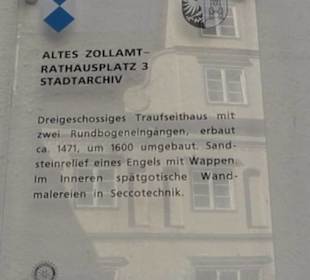 ALTES ZOLLAMT–
RATHAUSPLATZ 3
STADTARCHIV
Dreigeschossiges Traufseithaus mit
zwei Rundbogeneingängen, erbaut
ca. 1471, um 1600 umgebaut. Sand-
steinrelief eines Engels mit Wappen.
Im Inneren spätgotische Wand-
malereien in Seccotechnik.